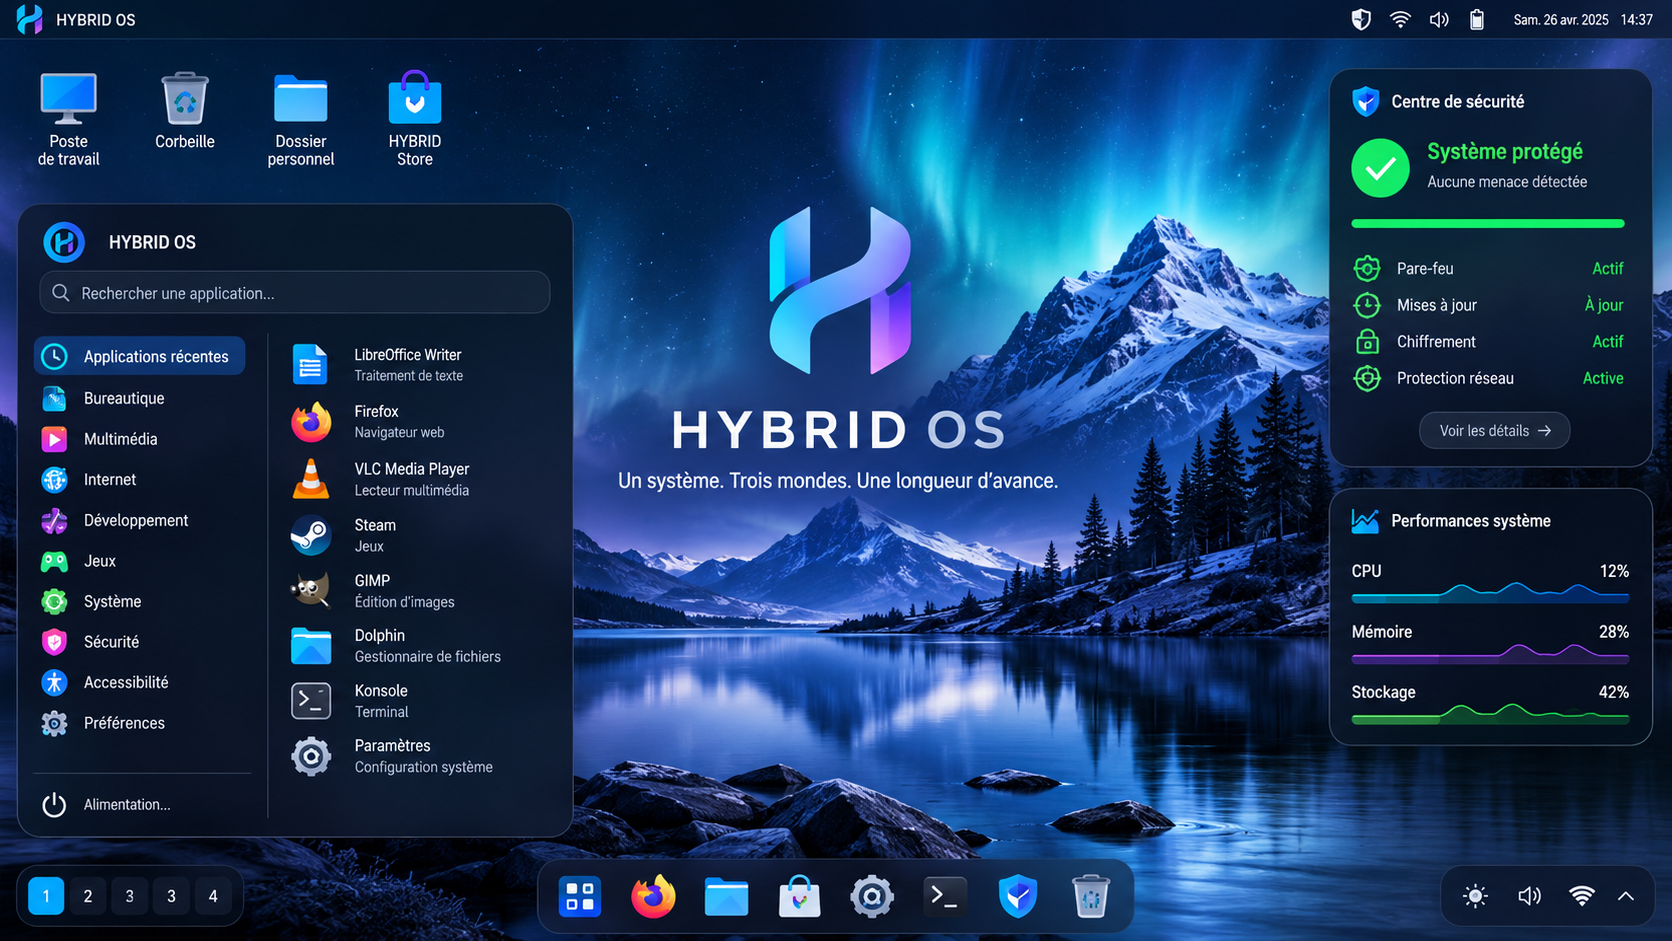 HYBRID OS
Sam. 26 avr. 2025 14:37
Poste
de travail
Corbeille
Dossier
personnel
HYBRID
Store
HYBRID OS
Rechercher une application...
Applications récentes
Bureautique
Multimédia
Internet
Développement
Jeux
Système
Sécurité
Accessibilité
Préférences
Alimentation...
LibreOffice Writer
Traitement de texte
Firefox
Navigateur web
VLC Media Player
Lecteur multimédia
Steam
Jeux
GIMP
Édition d'images
Dolphin
Gestionnaire de fichiers
Konsole
Terminal
Paramètres
Configuration système
HYBRID OS
Un système. Trois mondes. Une longueur d'avance.
Centre de sécurité
Système protégé
Aucune menace détectée
Pare-feu Actif
Mises à jour À jour
Chiffrement Actif
Protection réseau Active
Voir les détails →
Performances système
CPU 12%
Mémoire 28%
Stockage 42%
1 2 3 3 4